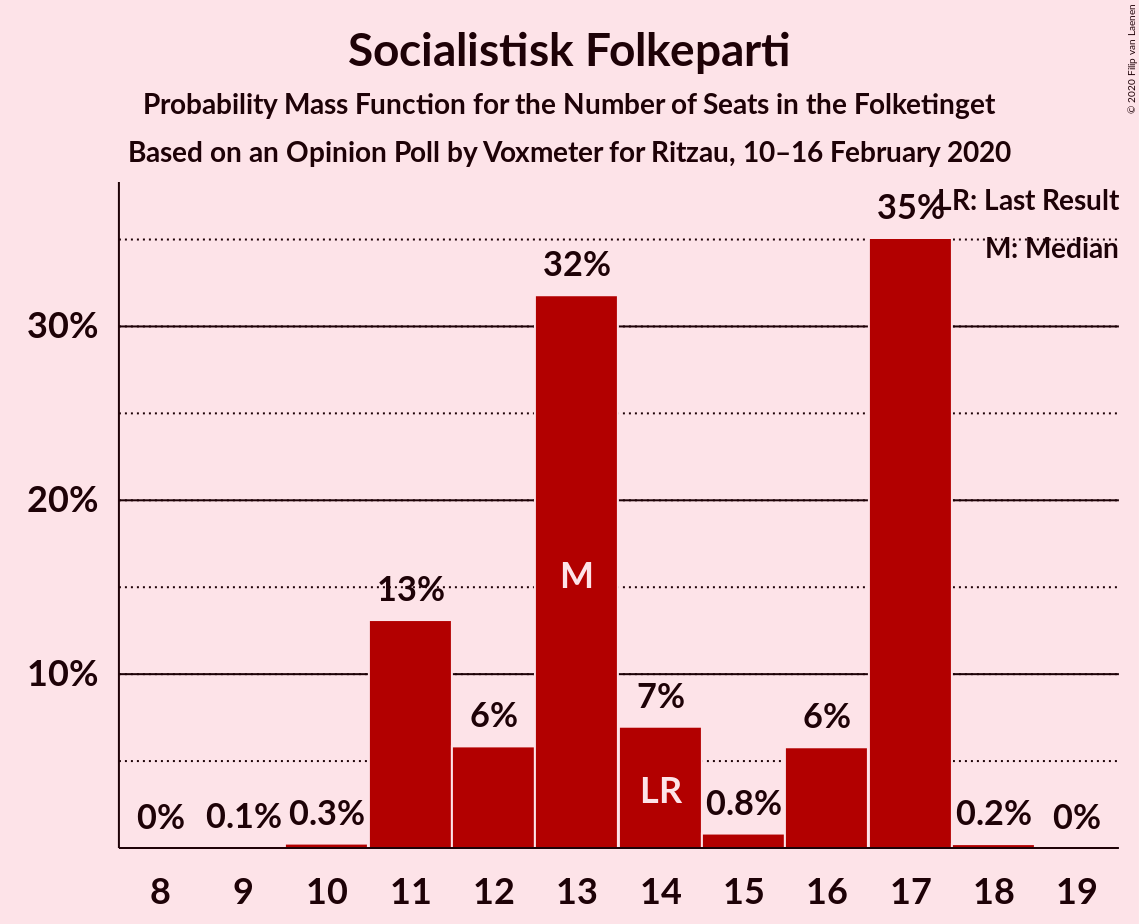 Socialistisk Folkeparti
Probability Mass Function for the Number of Seats in the Folketinget
Based on an Opinion Poll by Voxmeter for Ritzau, 10–16 February 2020
© 2020 Filip van Laenen
LR: Last Result
M: Median
35%
32%
30%
20%
13%
M
10%
7%
6%
6%
LR
0%
0.1%
0.3%
0.8%
0.2%
0%
8 9 10 11 12 13 14 15 16 17 18 19